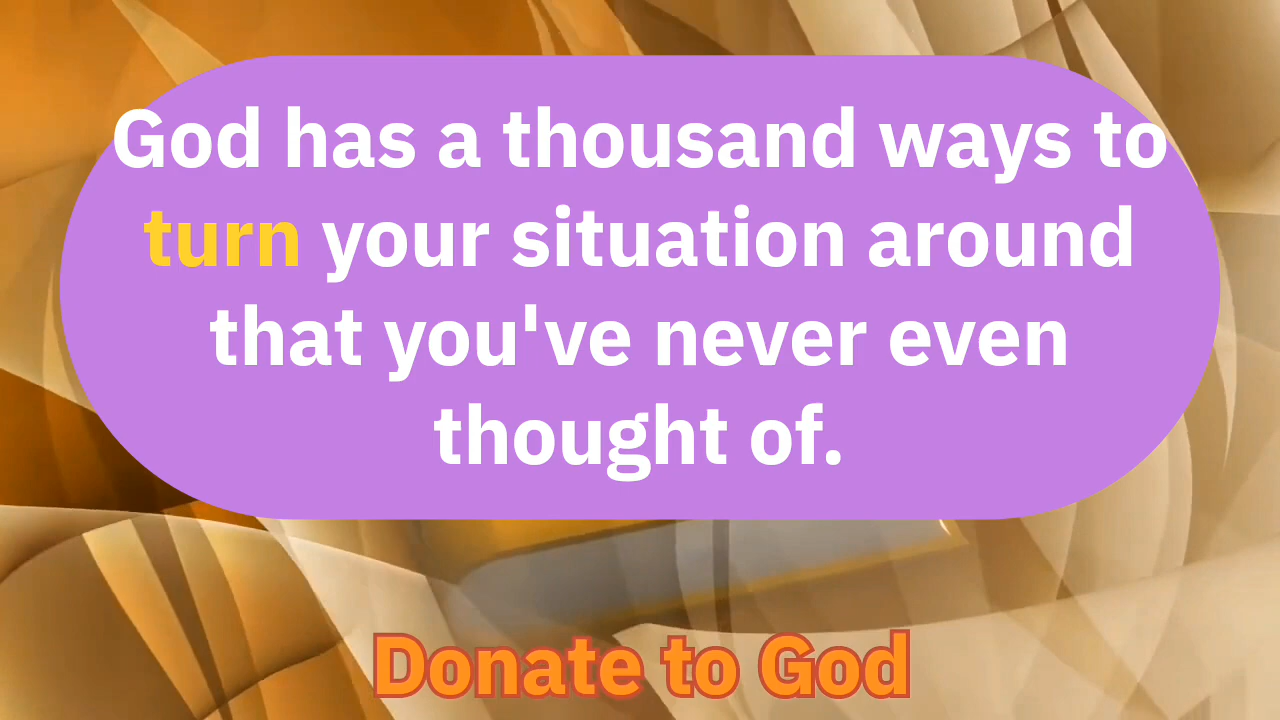 God has a thousand ways to
turn your situation around
that you've never even
thought of.
Donate to God